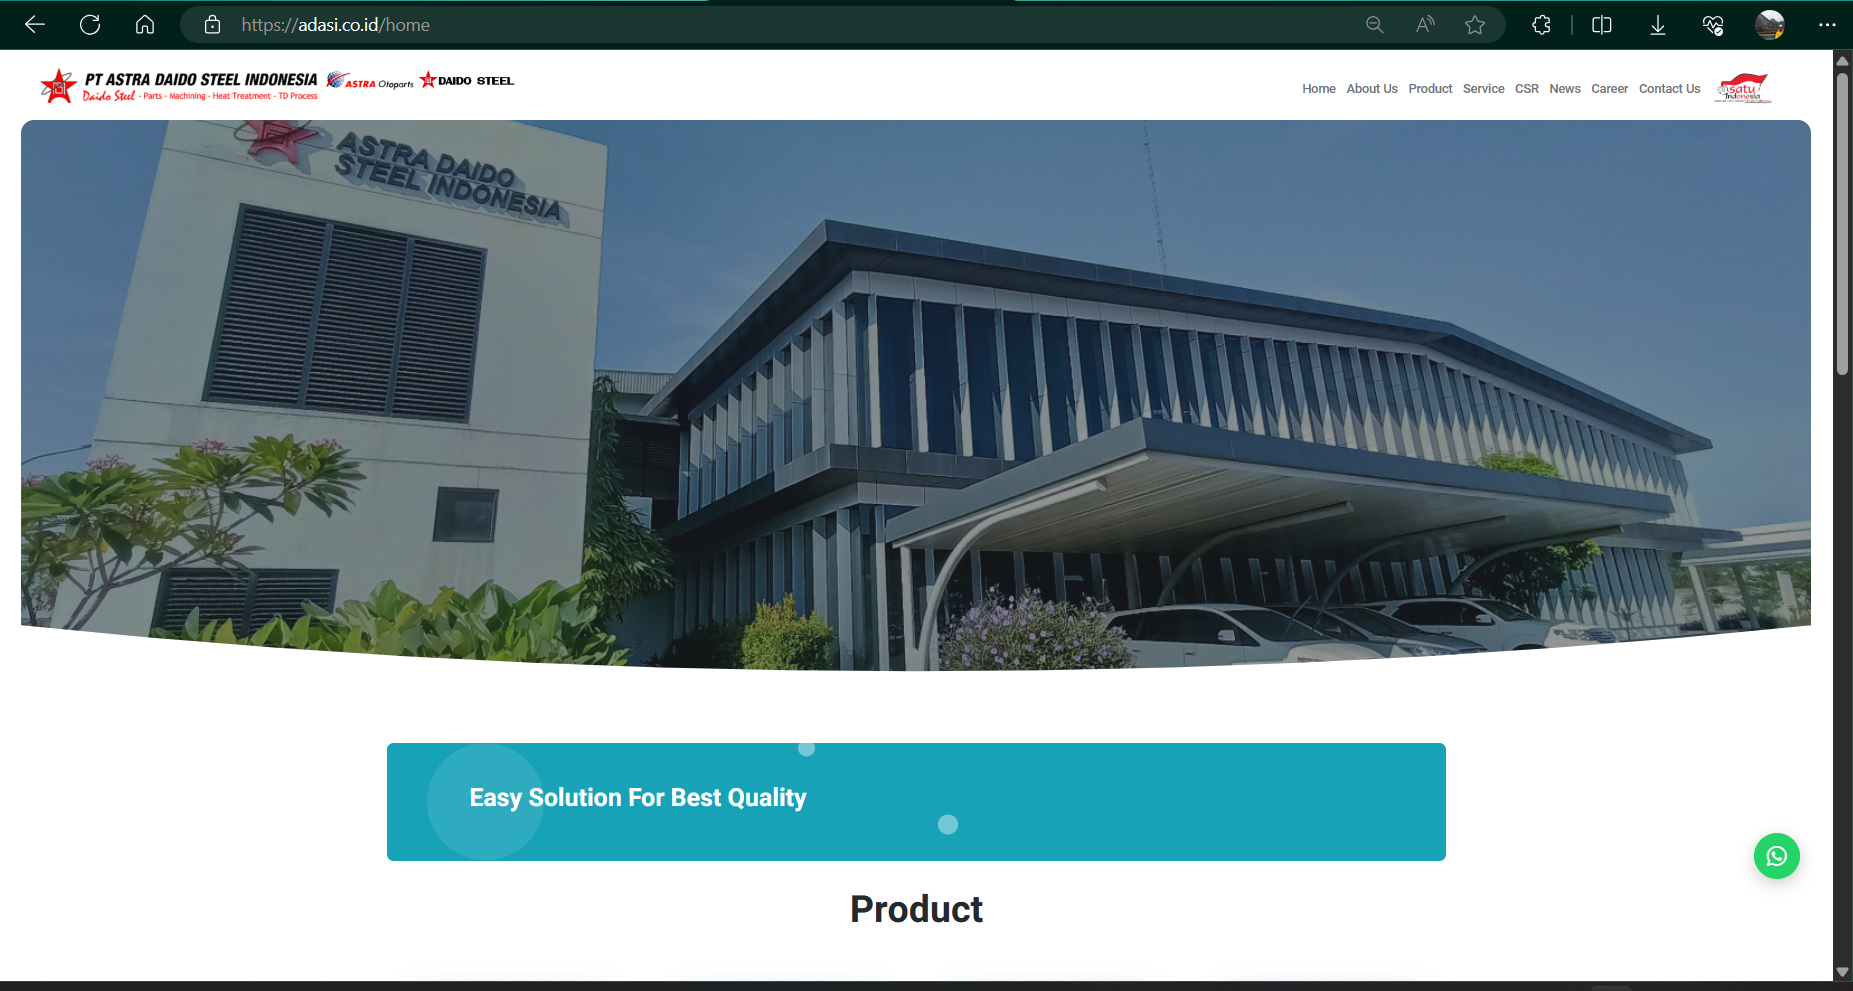 https://adasi.co.id/home
PT ASTRA DAIDO STEEL INDONESIA
Daido Steel - Parts - Machining - Heat Treatment - TD Process
ASTRA Otoparts
DAIDO STEEL
Home About Us Product Service CSR News Career Contact Us
satu
Indonesia
ASTRA DAIDO
STEEL INDONESIA
Easy Solution For Best Quality
Product